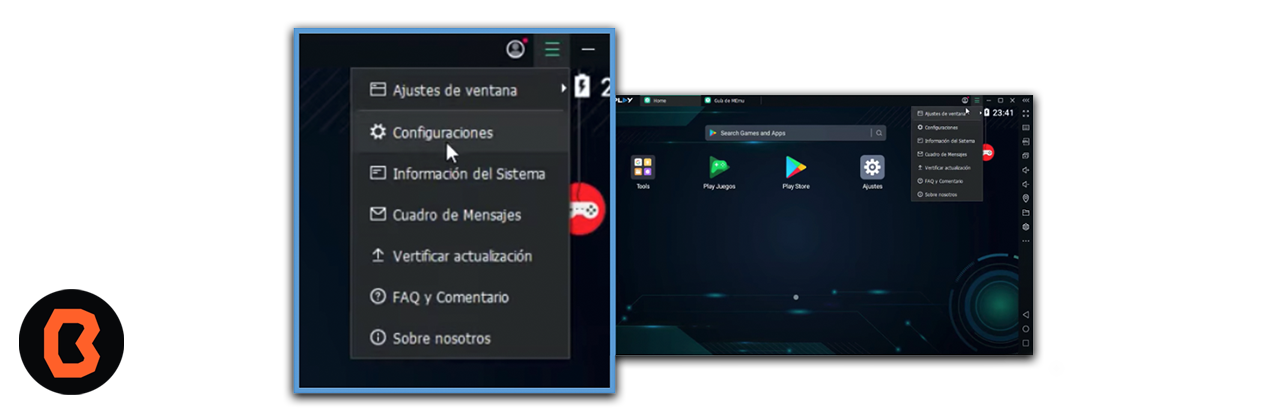 Ajustes de ventana
2
Configuraciones
Información del Sistema
Cuadro de Mensajes
Vertificar actualización
FAQ y Comentario
Sobre nosotros
PLAY
Home
Guía de MEmu
23:41
Search Games and Apps
Tools
Play Juegos
Play Store
Ajustes
Ajustes de ventana
Configuraciones
Información del Sistema
Cuadro de Mensajes
Vertificar actualización
FAQ y Comentario
Sobre nosotros